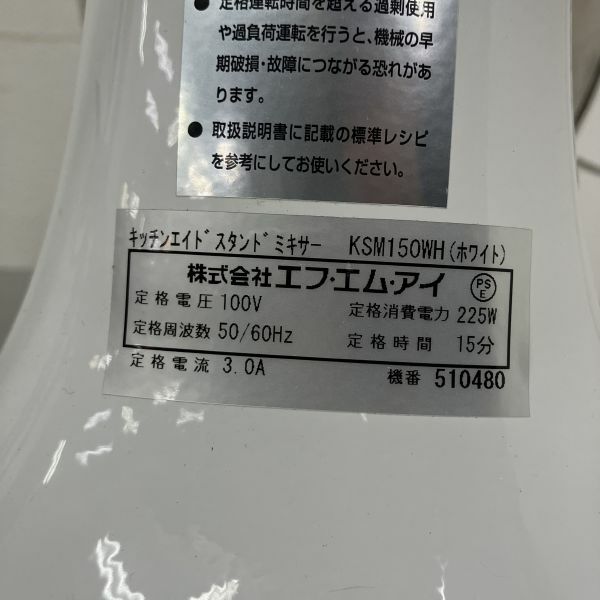 ● 定格運転時間を超える過剰使用
や過負荷運転を行うと、機械の早
期破損・故障につながる恐れがあ
ります。
● 取扱説明書に記載の標準レシピ
を参考にしてお使いください。
キッチンエイド スタンド ミキサー KSM150WH(ホワイト)
株式会社エフ・エム・アイ PSE
定格電圧 100V 定格消費電力 225W
定格周波数 50/60Hz 定格時間 15分
定格電流 3.0A 機番 510480